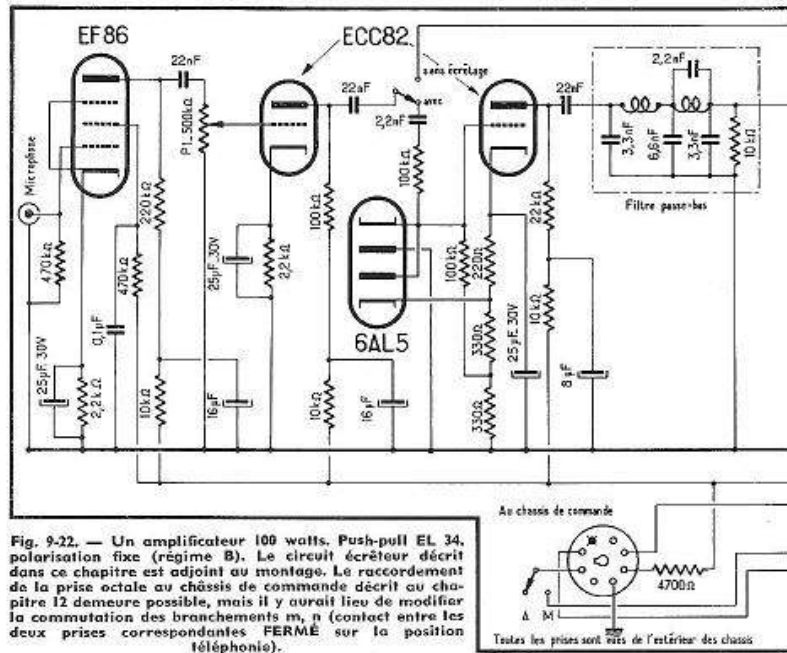 EF86
ECC82
22nF
P1_500kΩ
22nF
sans écrêtage
avec
2,2nF
100kΩ
22nF
2,2nF
3,3nF
6,6nF
3,3nF
10kΩ
Filtre passe-bas
Microphone
470kΩ
220kΩ
470kΩ
0,1µF
25µF.30V
2,2kΩ
10kΩ
16µF
25µF.30V
2,2kΩ
100kΩ
10kΩ
16µF
6AL5
100kΩ
220Ω
330Ω
330Ω
25µF.30V
22kΩ
10kΩ
8µF
Au chassis de commande
4700Ω
A M
Toutes les prises sont vues de l'extérieur des chassis
Fig. 9-22. — Un amplificateur 100 watts. Push-pull EL 34,
polarisation fixe (régime B). Le circuit écrêteur décrit
dans ce chapitre est adjoint au montage. Le raccordement
de la prise octale au châssis de commande décrit au cha-
pitre 12 demeure possible, mais il y aurait lieu de modifier
la commutation des branchements m, n (contact entre les
deux prises correspondantes FERMÉ sur la position
téléphonie).